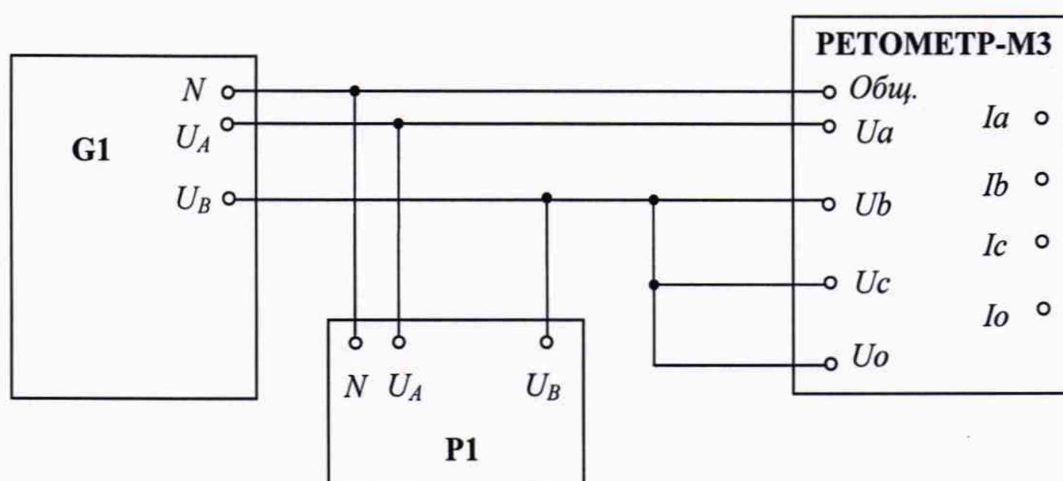 РЕТОМЕТР-М3
N
Общ.
U_A
Ua
Ia
G1
U_B
Ub
Ib
Uc
Ic
Uo
Io
N U_A U_B
P1